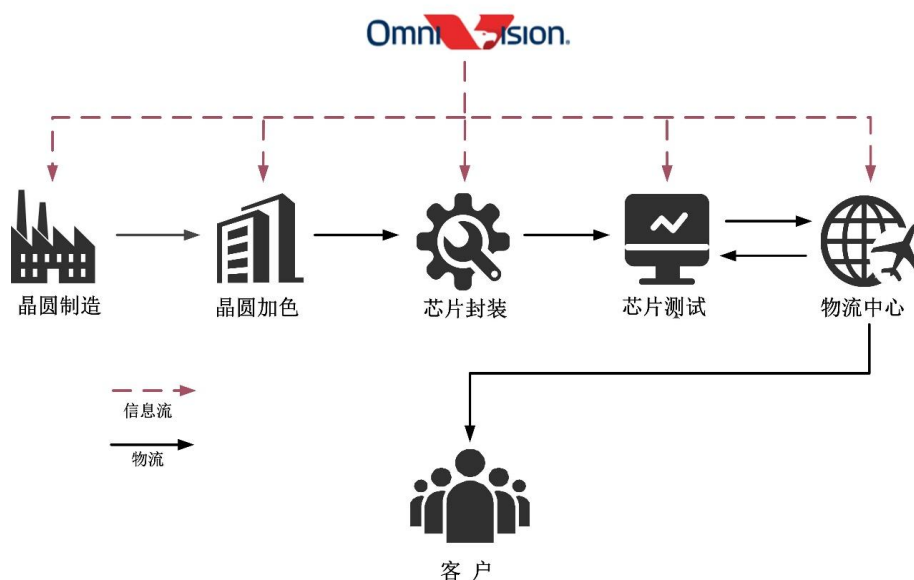 OmniVision.
晶圆制造
晶圆加色
芯片封装
芯片测试
物流中心
信息流
物流
客 户